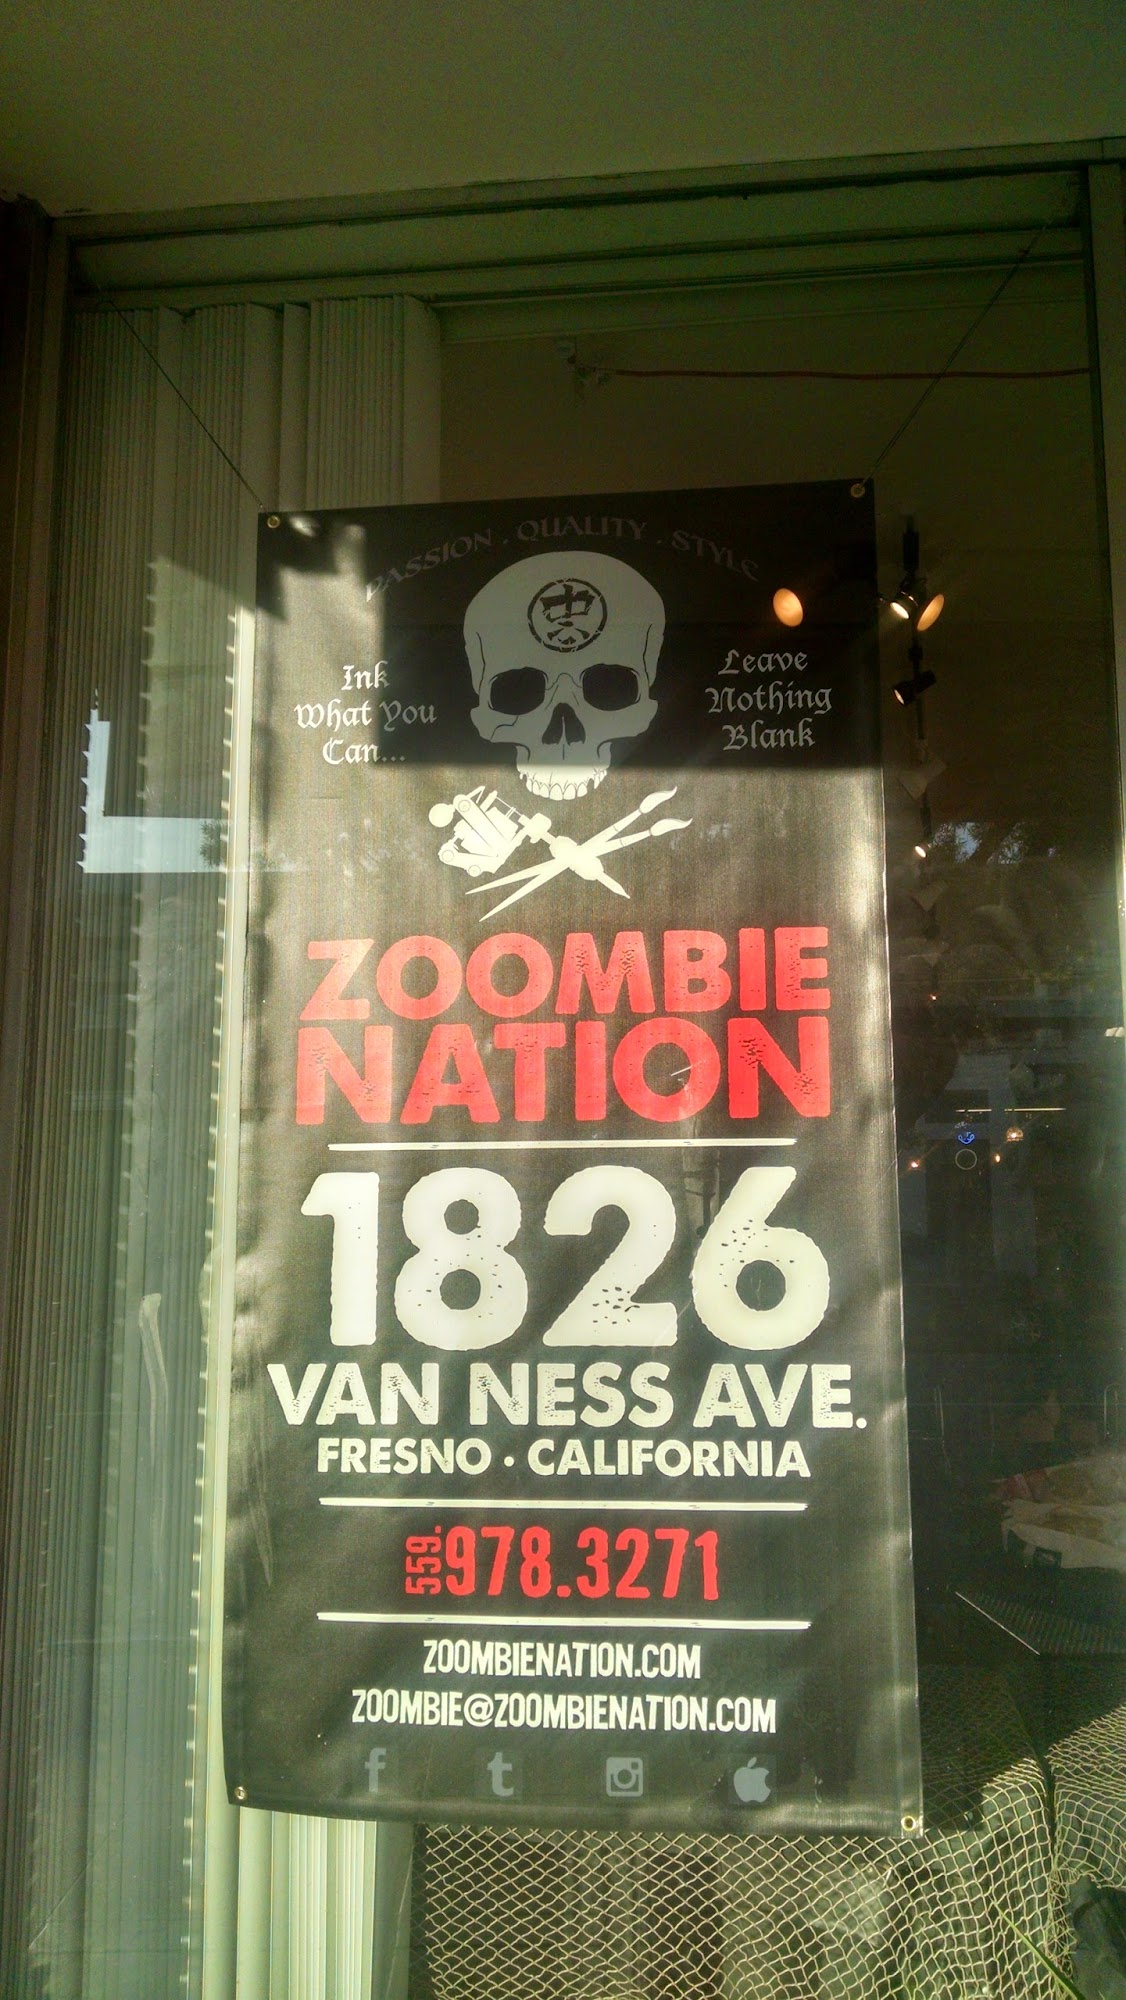 PASSION . QUALITY . STYLE
Ink
What You
Can...
Leave
Nothing
Blank
ZOOMBIE
NATION
1826
VAN NESS AVE.
FRESNO · CALIFORNIA
559.978.3271
ZOOMBIENATION.COM
ZOOMBIE@ZOOMBIENATION.COM